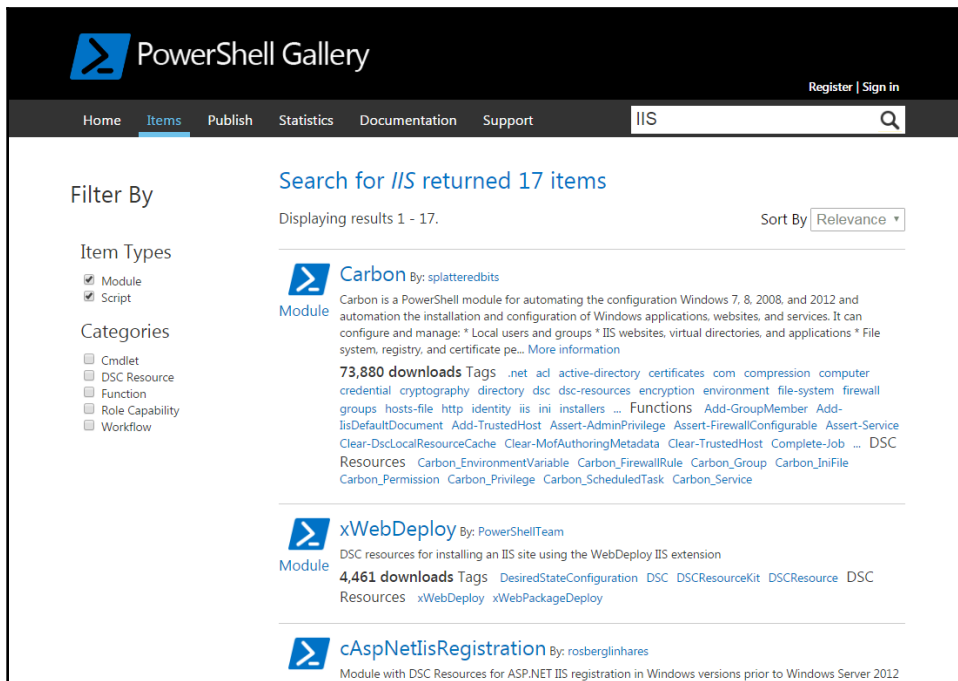 PowerShell Gallery
Register | Sign in
Home Items Publish Statistics Documentation Support IIS
Filter By
Item Types
Module
Script
Categories
Cmdlet
DSC Resource
Function
Role Capability
Workflow
Search for IIS returned 17 items
Displaying results 1 - 17.
Sort By Relevance
Carbon By: splatteredbits
Module
Carbon is a PowerShell module for automating the configuration Windows 7, 8, 2008, and 2012 and
automation the installation and configuration of Windows applications, websites, and services. It can
configure and manage: * Local users and groups * IIS websites, virtual directories, and applications * File
system, registry, and certificate pe... More information
73,880 downloads Tags .net acl active-directory certificates com compression computer
credential cryptography directory dsc dsc-resources encryption environment file-system firewall
groups hosts-file http identity iis ini installers ... Functions Add-GroupMember Add-
IisDefaultDocument Add-TrustedHost Assert-AdminPrivilege Assert-FirewallConfigurable Assert-Service
Clear-DscLocalResourceCache Clear-MofAuthoringMetadata Clear-TrustedHost Complete-Job ... DSC
Resources Carbon_EnvironmentVariable Carbon_FirewallRule Carbon_Group Carbon_IniFile
Carbon_Permission Carbon_Privilege Carbon_ScheduledTask Carbon_Service
xWebDeploy By: PowerShellTeam
Module
DSC resources for installing an IIS site using the WebDeploy IIS extension
4,461 downloads Tags DesiredStateConfiguration DSC DSCResourceKit DSCResource DSC
Resources xWebDeploy xWebPackageDeploy
cAspNetIisRegistration By: rosberglinhares
Module with DSC Resources for ASP.NET IIS registration in Windows versions prior to Windows Server 2012